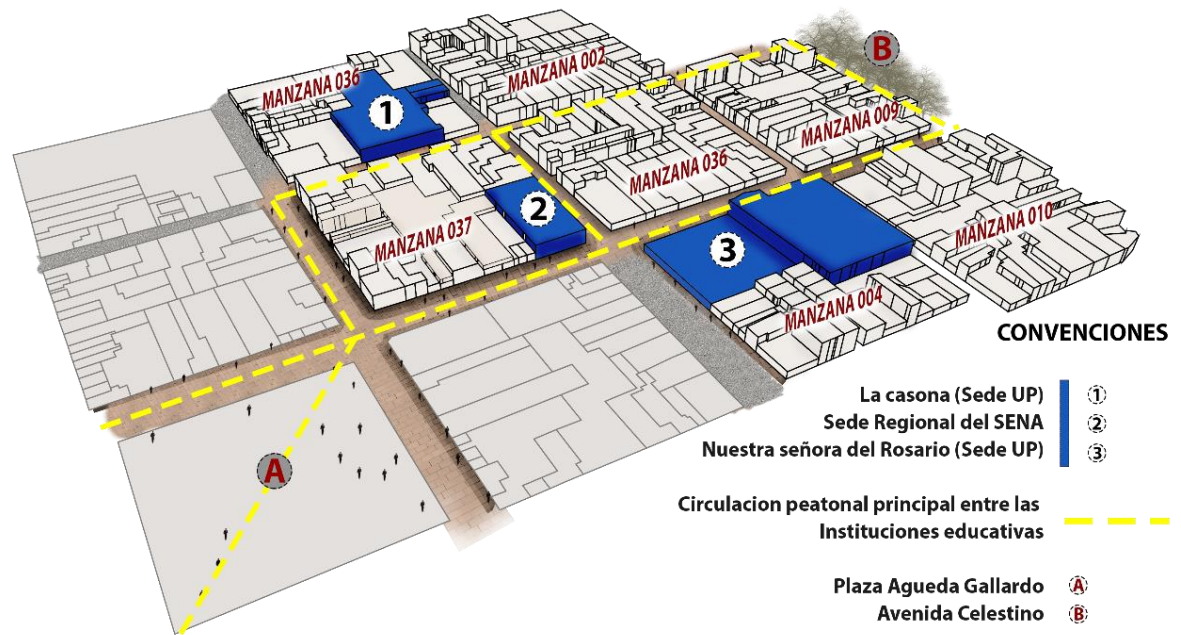 B
MANZANA 002
MANZANA 036
1
MANZANA 009
MANZANA 036
2
MANZANA 037
3
MANZANA 010
MANZANA 004
A
CONVENCIONES
La casona (Sede UP) 1
Sede Regional del SENA 2
Nuestra señora del Rosario (Sede UP) 3
Circulacion peatonal principal entre las
Instituciones educativas
Plaza Agueda Gallardo A
Avenida Celestino B